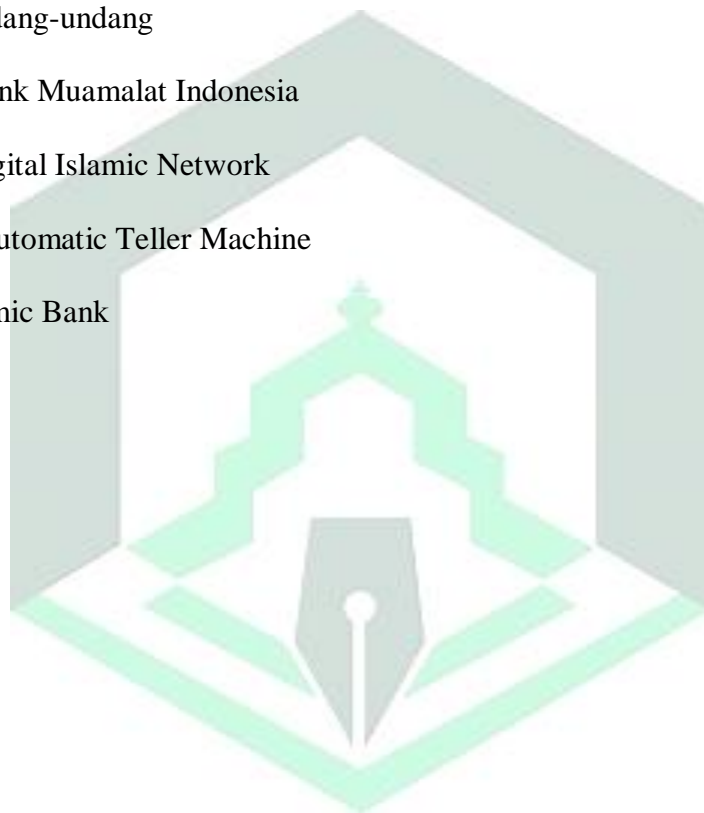 dang-undang
nk Muamalat Indonesia
gital Islamic Network
utomatic Teller Machine
nic Bank